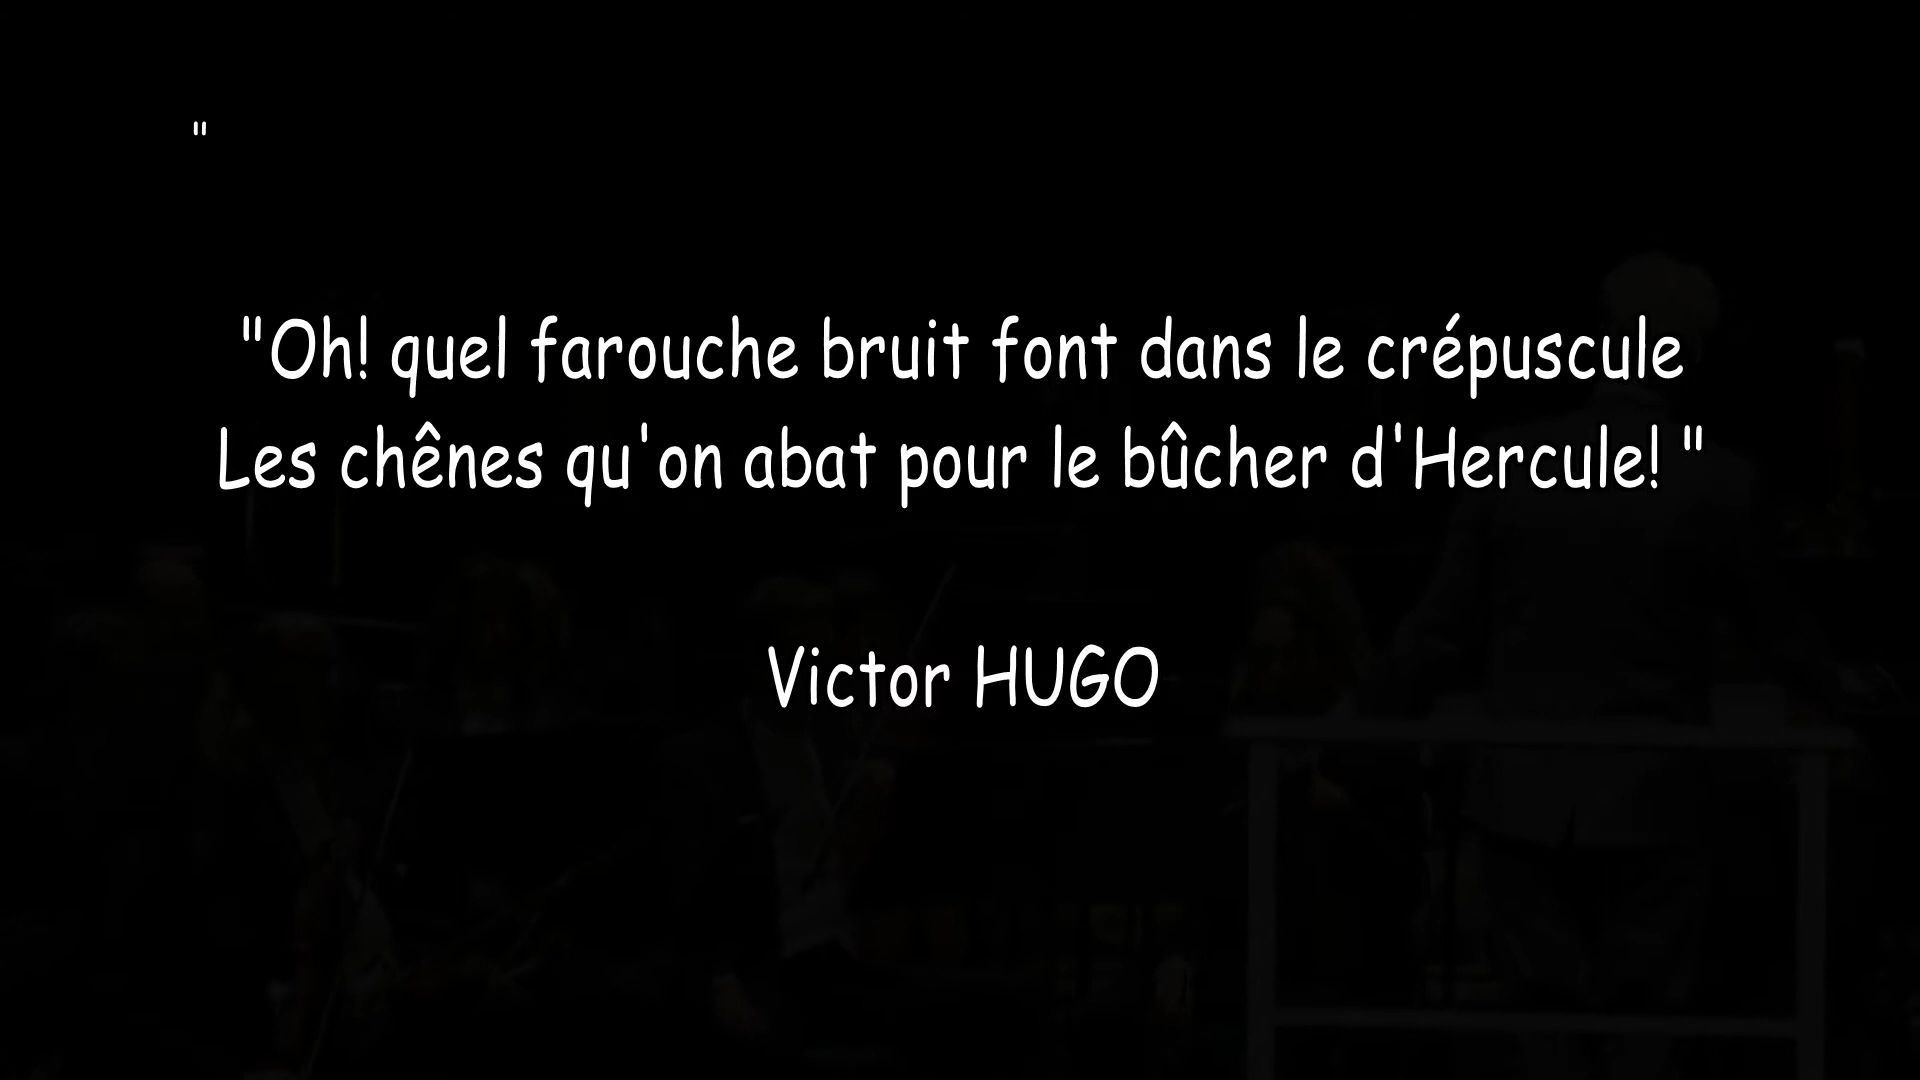 "
"Oh! quel farouche bruit font dans le crépuscule
Les chênes qu'on abat pour le bûcher d'Hercule! "
Victor HUGO